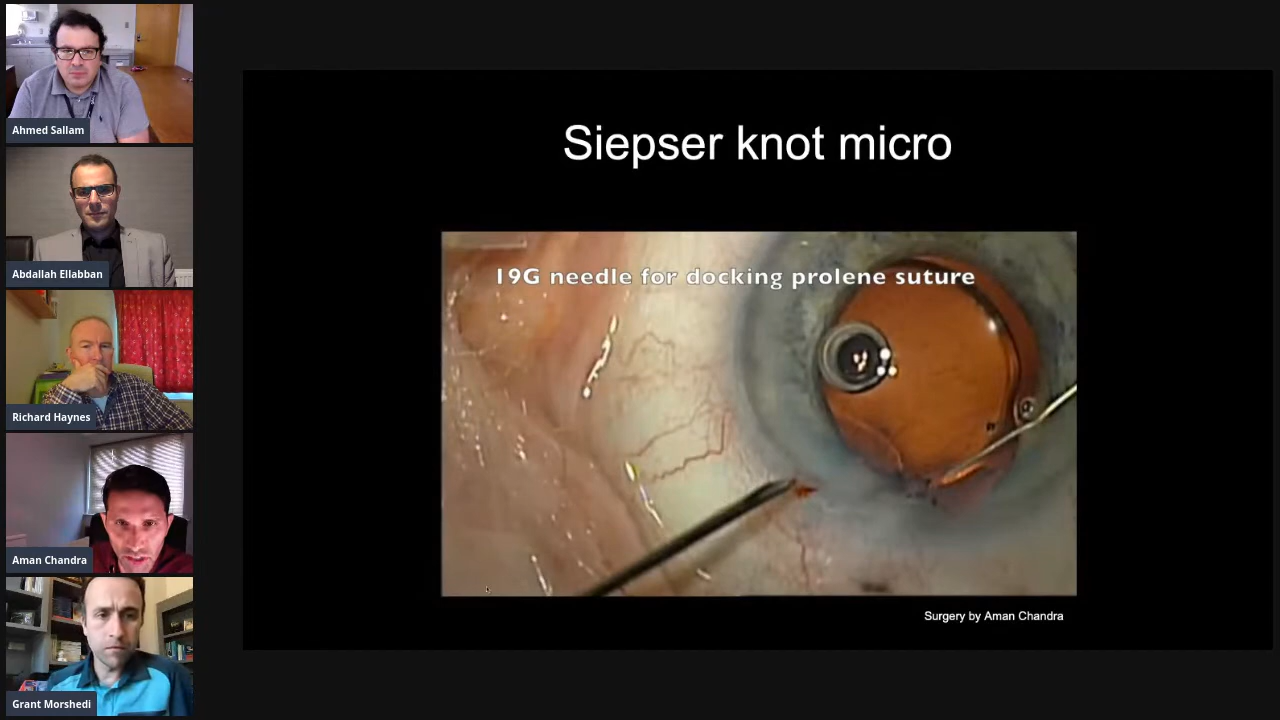 Ahmed Sallam
Abdallah Ellabban
Richard Haynes
Aman Chandra
Grant Morshedi
Siepser knot micro
19G needle for docking prolene suture
Surgery by Aman Chandra